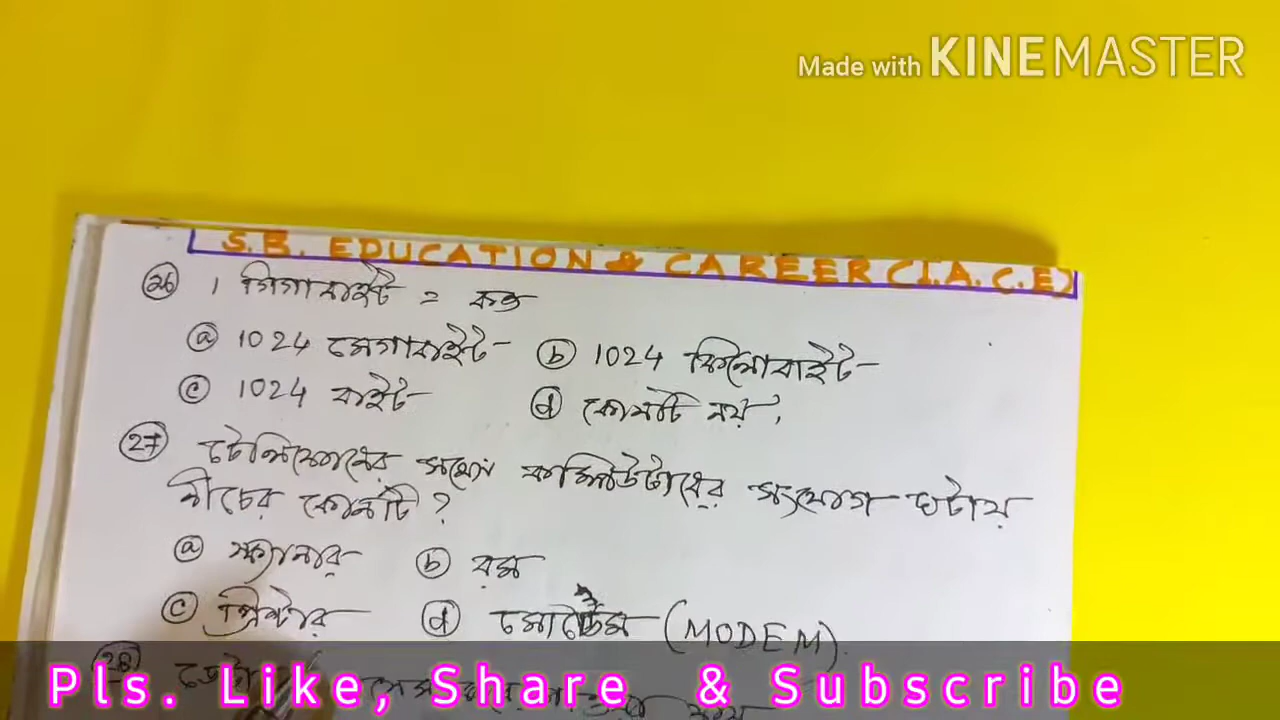 Made with KINEMASTER
S.B. EDUCATION & CAREER (I.A.C.E)
26 1 গিগাবাইট = কত
a 1024 মেগাবাইট b 1024 কিলোবাইট
c 1024 বাইট d কোনটি নয়।
27 টেলিফোনের সঙ্গে কম্পিউটারের সংযোগ ঘটায়
নীচের কোনটি ?
a স্ক্যানার b রম
c প্রিন্টার d মোডেম (MODEM).
28
Pls. Like, Share & Subscribe